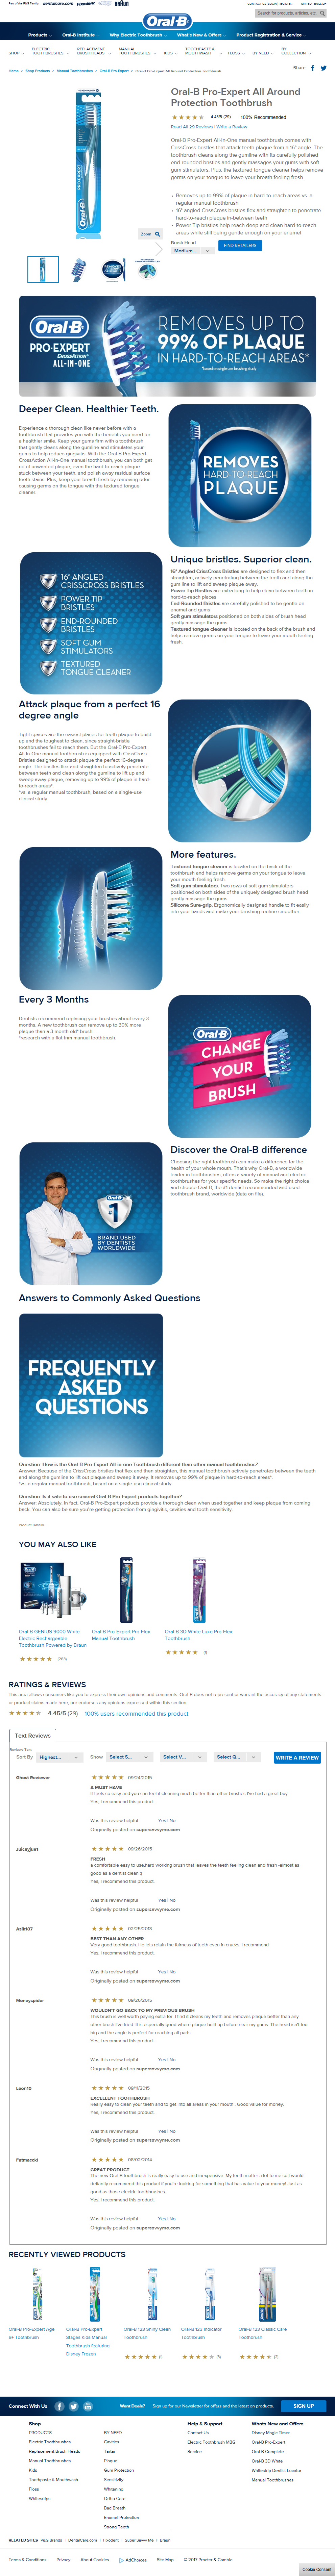 Part of the P&G Family dentalcare.com Fixodent BRAUN
CONTACT US LOGIN REGISTER UNITED ENGLISH
Search for products, articles, etc.
Oral-B
Products Oral-B Institute Why Electric Toothbrush What's New & Offers Product Registration & Service
SHOP ELECTRIC TOOTHBRUSHES REPLACEMENT BRUSH HEADS MANUAL TOOTHBRUSHES KIDS TOOTHPASTE & MOUTHWASH FLOSS BY NEED BY COLLECTION
Home > Shop Products > Manual Toothbrushes > Oral-B Pro-Expert > Oral-B Pro-Expert All Around Protection Toothbrush
Share:
Oral-B Pro-Expert All Around
Protection Toothbrush
4.45/5 (29) 100% Recommended
Read All 29 Reviews | Write a Review
Oral-B Pro-Expert All-In-One manual toothbrush comes with
CrissCross bristles that attack plaque from a 16° angle. The
toothbrush cleans along the gumline with its carefully polished
and end-rounded bristles and gently messages your gums with soft
gum stimulators. Plus, the textured tongue cleaner helps remove
germs on your tongue to leave you with a lasting fresh feeling.
• Removes up to 99% of plaque in hard-to-reach areas vs. a
regular manual toothbrush
• 16° angled CrissCross bristles flex and straighten to penetrate
hard-to-reach plaque in between teeth
• Power tip bristles help reach deep and clean hard to-reach
areas while still being gentle enough on your enamel
Brush Head
Medium...
FIND RETAILERS
Zoom
Oral-B
PRO-EXPERT
CROSSACTION
ALL-IN-ONE
REMOVES UP TO
99% OF PLAQUE
IN HARD-TO-REACH AREAS*
*based on single-use brushing study
Deeper Clean. Healthier Teeth.
Experience a thorough clean like never before with a
toothbrush that provides you with the benefits you need for
your mouth. Keep your teeth clean with a soft toothbrush
that gently cleans along the gumline and stimulates the gums
to help promote gum health. With the Oral-B Pro-Expert
CrossAction All-In-One manual toothbrush, you can both get
rid of plaque, even in the hardest to reach plaque
stuck between your teeth, and maintain real surface
stains. Plus, keep your breath fresh by removing odor-
causing germs on the tongue with the textured tongue
cleaner.
REMOVES
HARD-TO-REACH
PLAQUE
16° ANGLED
CRISSCROSS BRISTLES
POWER TIP
BRISTLES
END-ROUNDED
BRISTLES
SOFT GUM
STIMULATORS
TEXTURED
TONGUE CLEANER
Unique bristles. Superior clean.
16° Angled CrissCross Bristles are designed to flex and then
straighten, actively penetrating between the teeth and along the
gum line to lift and sweep plaque away.
Power Tip Bristles are extra long to help clean between teeth in
hard-to-reach places
End-Rounded Bristles are carefully polished to be gentle on
enamel and gums
Soft gum stimulators positioned on both sides of brush head
gently massage the gums
Textured tongue cleaner is located on the back of the brush and
helps remove germs on your tongue to leave your mouth feeling
fresh.
Attack plaque from a perfect 16
degree angle
Tight spaces are the easiest places for teeth plaque to build
up and the toughest to clean, since straight-bristle
toothbrushes fail to reach them. But the Oral-B Pro-Expert
All-In-One Manual toothbrush is equipped with CrissCross
Bristles designed to attack plaque at the perfect 16-degree
angle. The bristles flex and then straighten to penetrate
between teeth and clean along the gumline to lift up and
sweep away plaque, removing up to 99% of plaque in hard-
to-reach areas*.
*vs. a regular manual toothbrush, based on a single-use
clinical study
More features.
Textured tongue cleaner is located on the back of the
toothbrush and helps remove germs on your tongue to leave
your mouth feeling fresh.
Soft gum stimulators. Two rows of soft gum stimulators
positioned on both sides of the uniquely designed brush head
gently massage the gums
Silicone Sure-grip. Ergonomically designed handle to fit easily
into your hands and make your brushing smoother.
Every 3 Months
Dentists recommend replacing your brushes about every 3
months. A new toothbrush can remove up to 30% more
plaque than a 3 month old* brush.
*research with a flat trim manual toothbrush
Oral-B
CHANGE
YOUR
BRUSH
#1
BRAND USED
BY DENTISTS
WORLDWIDE
Discover the Oral-B difference
Choosing the right toothbrush can make a difference for the
health of your mouth. That's why Oral-B, a worldwide
leader in toothbrushes, offers a variety of manual and electric
toothbrushes for your specific needs. So make the right choice
and choose Oral-B, the #1 dentist recommended and used
toothbrush brand, worldwide (data on file).
Answers to Commonly Asked Questions
FREQUENTLY
ASKED
QUESTIONS
Question: How is the Oral-B Pro-Expert All-in-one Toothbrush different than other manual toothbrushes?
Answer: Because of the CrissCross bristles that flex and then straighten, this manual toothbrush actively penetrates between the teeth and
along the gum line to lift out plaque and sweep it away. It removes up to 99% of plaque in hard-to-reach areas*.
*vs. a regular manual toothbrush, based on a single-use clinical study.
Question: Is it safe to use several Oral-B Pro-Expert products together?
Answer: Absolutely. In fact, Oral-B Pro-Expert products provide a thorough clean when used together and keep plaque from coming
back. You can also be sure you're getting protection from gingivitis, cavities and tooth sensitivity.
Product Details
YOU MAY ALSO LIKE
Oral-B GENIUS 9000 White
Electric Rechargeable
Toothbrush Powered by Braun
Oral-B Pro-Expert Pro-Flex
Manual Toothbrush
Oral-B 3D White Luxe Pro-Flex
Toothbrush
RATINGS & REVIEWS
This area allows consumers like you to express their own opinions and comments. Oral-B does not represent or warrant the accuracy of any statements
or product claims made here, nor endorses any opinions expressed within this section.
4.45/5 (29) 100% users recommended this product
Text Reviews
Reviews Text
Sort By Highest... Show Select S... Select V... Select Q...
WRITE A REVIEW
Ghost Reviewer 09/24/2015
A MUST HAVE
It feels so easy and you can feel it cleaning much better than other brushes-I've had a great buy
Yes, I recommend this product.
Was this review helpful Yes | No
Originally posted on supersavvyme.com
Juiceyjue1 09/26/2015
FRESH
a comfortable easy to use,hard working tooth brush that leaves the teeth feeling clean and fresh -almost as
good as a dentist clean :)
Yes, I recommend this product.
Was this review helpful Yes | No
Originally posted on supersavvyme.com
Azik187 02/25/2013
BEST THAN ANY OTHER
Very good toothbrush. His lels retain the fairness of teeth even in cracks. I recommend.
Yes, I recommend this product.
Was this review helpful Yes | No
Originally posted on supersavvyme.com
Moneyspider 09/26/2015
WOULDN'T GO BACK TO MY PREVIOUS BRUSH
This brush is well worth paying extra for. I find it cleans my teeth and removes plaque better than any
other brush I've tried. It is especially good where plaque built up before near my gums. The head isn't too
big and the grip is perfect for reaching all parts
Yes, I recommend this product.
Was this review helpful Yes | No
Originally posted on supersavvyme.com
Leon10 09/11/2015
EXCELLENT TOOTHBRUSH
Really easy to clean your teeth and to get into all areas in your mouth . Good value for money.
Yes, I recommend this product.
Was this review helpful Yes | No
Originally posted on supersavvyme.com
Fatmaozki 08/02/2014
GREAT PRODUCT
The new Oral B toothbrush is really easy to use and inexpensive. My teeth matter a lot to me so I would
defiantly recommend this product if you're looking for something that has value to your money! Just as
good as those electric toothbrushes.
Yes, I recommend this product.
Was this review helpful Yes | No
Originally posted on supersavvyme.com
RECENTLY VIEWED PRODUCTS
Oral-B Pro-Expert Age
8+ Toothbrush
Oral-B Pro-Expert
Stages Kids Manual
Toothbrush featuring
Disney Frozen
Oral-B 123 Shiny Clean
Toothbrush
Oral-B 123 Indicator
Toothbrush
Oral-B 123 Classic Care
Toothbrush
Connect With Us
Want Deals? Sign up for our Newsletter for offers and the latest on products. SIGN UP
Shop
PRODUCTS
Electric Toothbrushes
Replacement Brush Heads
Manual Toothbrushes
Kids
Toothpaste & Mouthwash
Floss
Whitestrips
BY NEED
Cavities
Tartar
Plaque
Gum Protection
Sensitivity
Whitening
Ortho Care
Bad Breath
Enamel Protection
Strong Teeth
Help & Support
Contact Us
Electric Toothbrush MBG
Service
Whats New and Offers
Disney Magic Timer
Oral-B Pro-Expert
Oral-B Complete
Oral-B 3D White
Whitestrip Dentist Locator
Manual Toothbrushes
RELATED SITES P&G Brands | DentalCare.com | Fixodent | Super Savvy Me | Braun
Terms & Conditions Privacy About Cookies AdChoices Site Map © 2017 Procter & Gamble
Cookie Consent